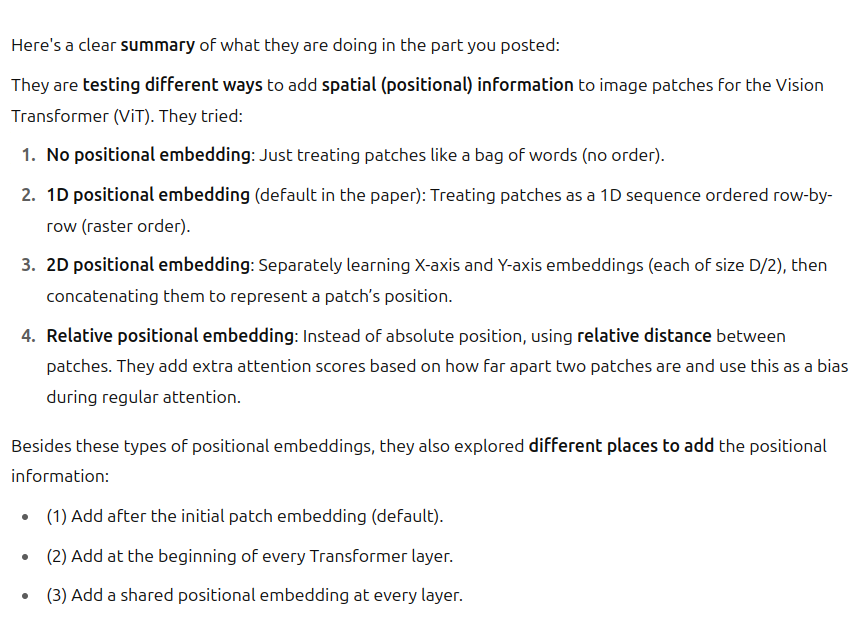 Here's a clear summary of what they are doing in the part you posted:
They are testing different ways to add spatial (positional) information to image patches for the Vision
Transformer (ViT). They tried:
1. No positional embedding: Just treating patches like a bag of words (no order).
2. 1D positional embedding (default in the paper): Treating patches as a 1D sequence ordered row-by-
row (raster order).
3. 2D positional embedding: Separately learning X-axis and Y-axis embeddings (each of size D/2), then
concatenating them to represent a patch’s position.
4. Relative positional embedding: Instead of absolute position, using relative distance between
patches. They add extra attention scores based on how far apart two patches are and use this as a bias
during regular attention.
Besides these types of positional embeddings, they also explored different places to add the positional
information:
• (1) Add after the initial patch embedding (default).
• (2) Add at the beginning of every Transformer layer.
• (3) Add a shared positional embedding at every layer.